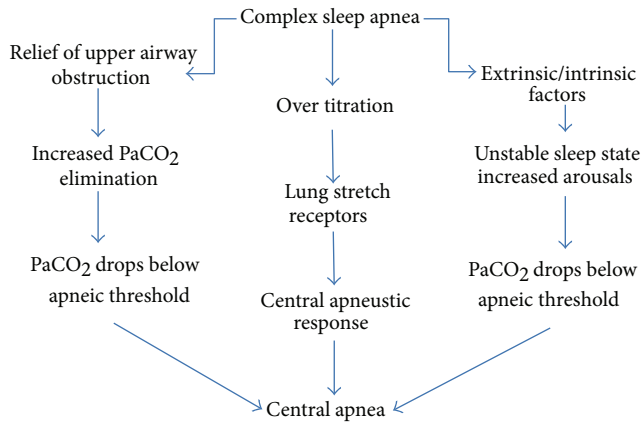 Complex sleep apnea
Relief of upper airway
obstruction
Increased PaCO2
elimination
PaCO2 drops below
apneic threshold
Over titration
Lung stretch
receptors
Central apneustic
response
Extrinsic/intrinsic
factors
Unstable sleep state
increased arousals
PaCO2 drops below
apneic threshold
Central apnea